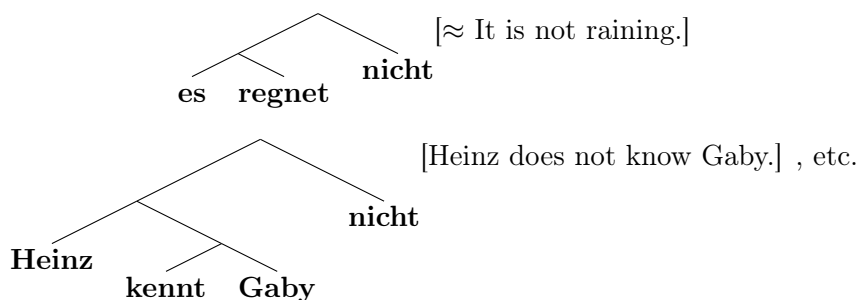 [≈ It is not raining.]
nicht
es regnet
[Heinz does not know Gaby.] , etc.
nicht
Heinz
kennt Gaby